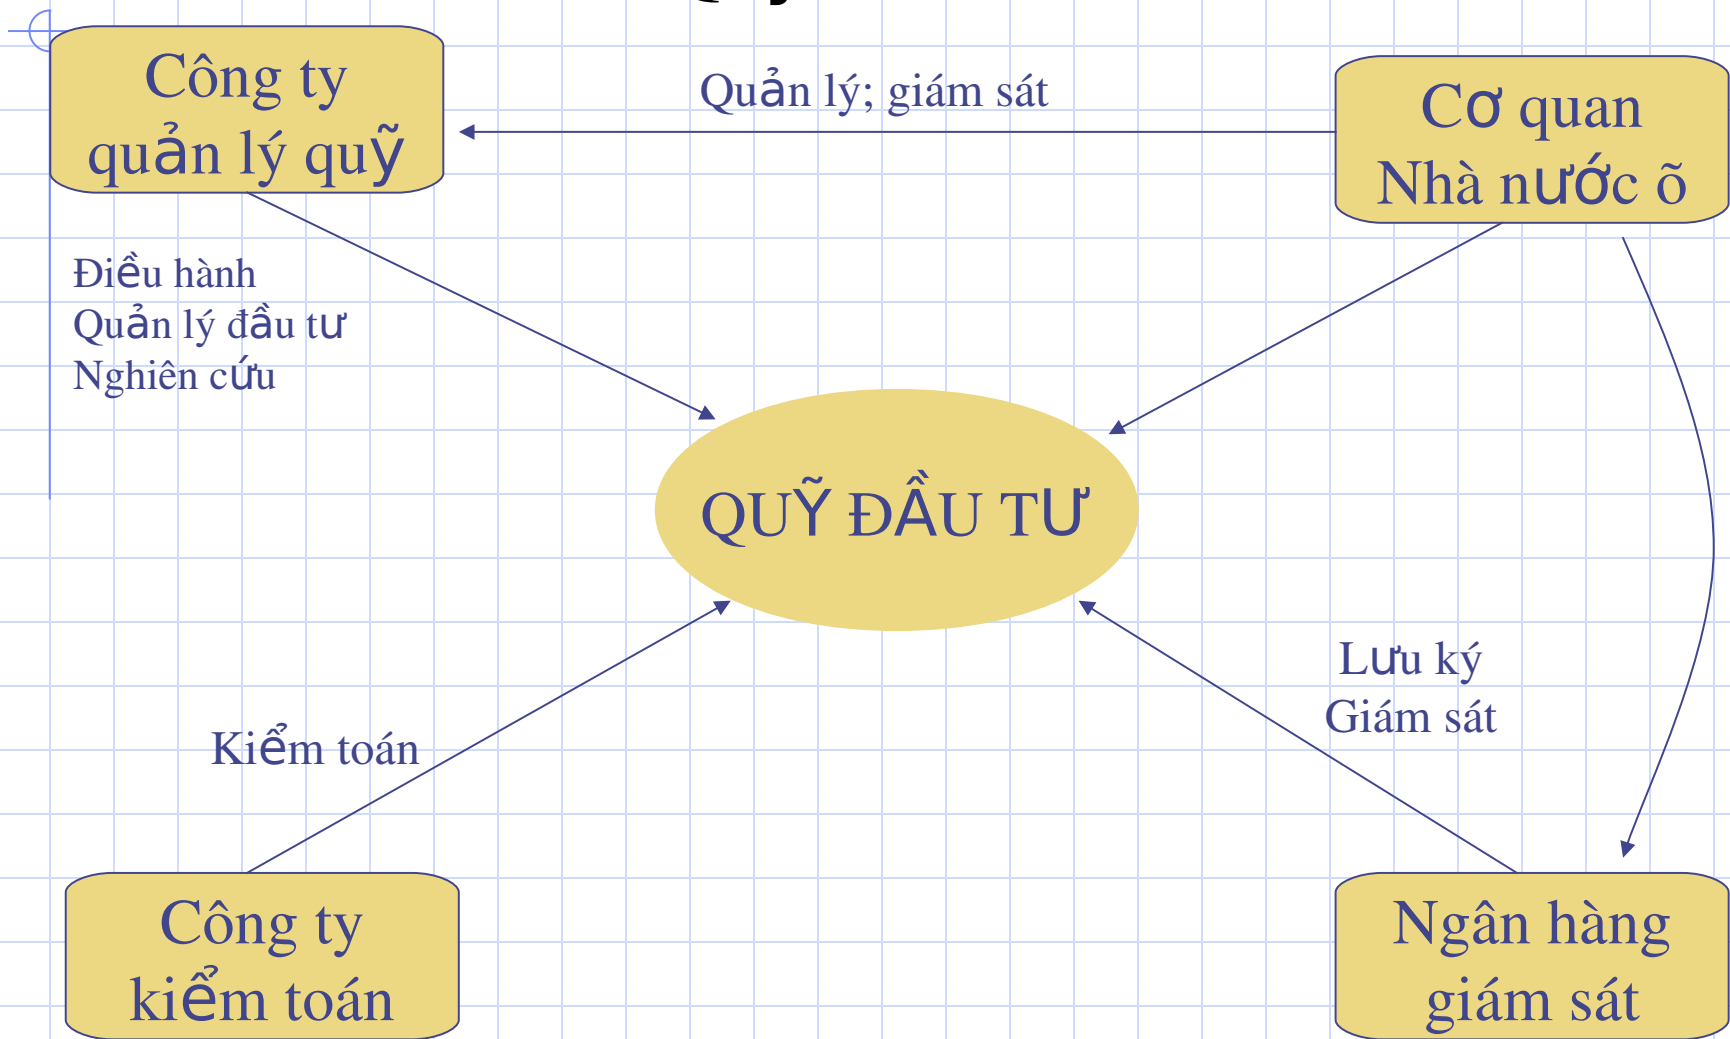 Công ty
quản lý quỹ
Quản lý; giám sát
Cơ quan
Nhà nước õ
Điều hành
Quản lý đầu tư
Nghiên cứu
QUỸ ĐẦU TƯ
Lưu ký
Giám sát
Kiểm toán
Công ty
kiểm toán
Ngân hàng
giám sát